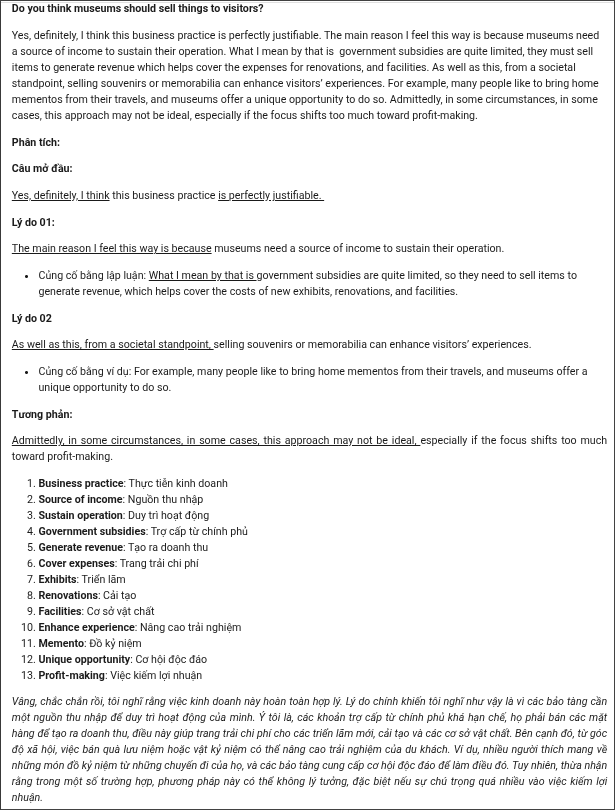 Do you think museums should sell things to visitors?
Yes, definitely, I think this business practice is perfectly justifiable. The main reason I feel this way is because museums need
a source of income to sustain their operation. What I mean by that is  government subsidies are quite limited, they must sell
items to generate revenue which helps cover the expenses for renovations, and facilities. As well as this, from a societal
standpoint, selling souvenirs or memorabilia can enhance visitors’ experiences. For example, many people like to bring home
mementos from their travels, and museums offer a unique opportunity to do so. Admittedly, in some circumstances, in some
cases, this approach may not be ideal, especially if the focus shifts too much toward profit-making.
Phân tích:
Câu mở đầu:
Yes, definitely, I think this business practice is perfectly justifiable.
Lý do 01:
The main reason I feel this way is because museums need a source of income to sustain their operation.
• Củng cố bằng lập luận: What I mean by that is government subsidies are quite limited, so they need to sell items to
generate revenue, which helps cover the costs of new exhibits, renovations, and facilities.
Lý do 02
As well as this, from a societal standpoint, selling souvenirs or memorabilia can enhance visitors’ experiences.
• Củng cố bằng ví dụ: For example, many people like to bring home mementos from their travels, and museums offer a
unique opportunity to do so.
Tương phản:
Admittedly, in some circumstances, in some cases, this approach may not be ideal, especially if the focus shifts too much
toward profit-making.
1. Business practice: Thực tiễn kinh doanh
2. Source of income: Nguồn thu nhập
3. Sustain operation: Duy trì hoạt động
4. Government subsidies: Trợ cấp từ chính phủ
5. Generate revenue: Tạo ra doanh thu
6. Cover expenses: Trang trải chi phí
7. Exhibits: Triển lãm
8. Renovations: Cải tạo
9. Facilities: Cơ sở vật chất
10. Enhance experience: Nâng cao trải nghiệm
11. Memento: Đồ kỷ niệm
12. Unique opportunity: Cơ hội độc đáo
13. Profit-making: Việc kiếm lợi nhuận
Vâng, chắc chắn rồi, tôi nghĩ rằng việc kinh doanh này hoàn toàn hợp lý. Lý do chính khiến tôi nghĩ như vậy là vì các bảo tàng cần
một nguồn thu nhập để duy trì hoạt động của mình. Ý tôi là, các khoản trợ cấp từ chính phủ khá hạn chế, họ phải bán các mặt
hàng để tạo ra doanh thu, điều này giúp trang trải chi phí cho các triển lãm mới, cải tạo và các cơ sở vật chất. Bên cạnh đó, từ góc
độ xã hội, việc bán quà lưu niệm hoặc vật kỷ niệm có thể nâng cao trải nghiệm của du khách. Ví dụ, nhiều người thích mang về
những món đồ kỷ niệm từ những chuyến đi của họ, và các bảo tàng cung cấp cơ hội độc đáo để làm điều đó. Tuy nhiên, thừa nhận
rằng trong một số trường hợp, phương pháp này có thể không lý tưởng, đặc biệt nếu sự chú trọng quá nhiều vào việc kiếm lợi
nhuận.